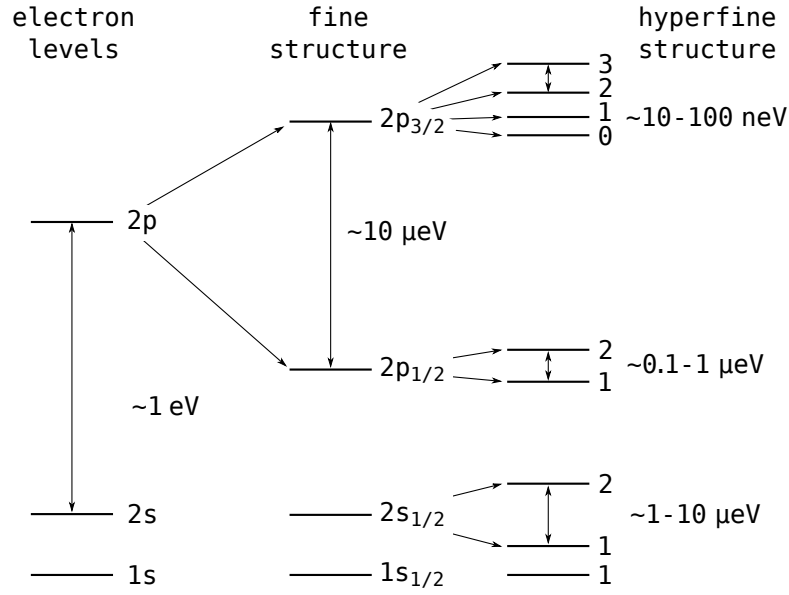 electron levels
fine structure
hyperfine structure
3
2
1
0
2p3/2
~10-100 neV
2p
~10 µeV
2
1
2p1/2
~0.1-1 µeV
~1 eV
2
1
2s
2s1/2
~1-10 µeV
1s
1s1/2
1